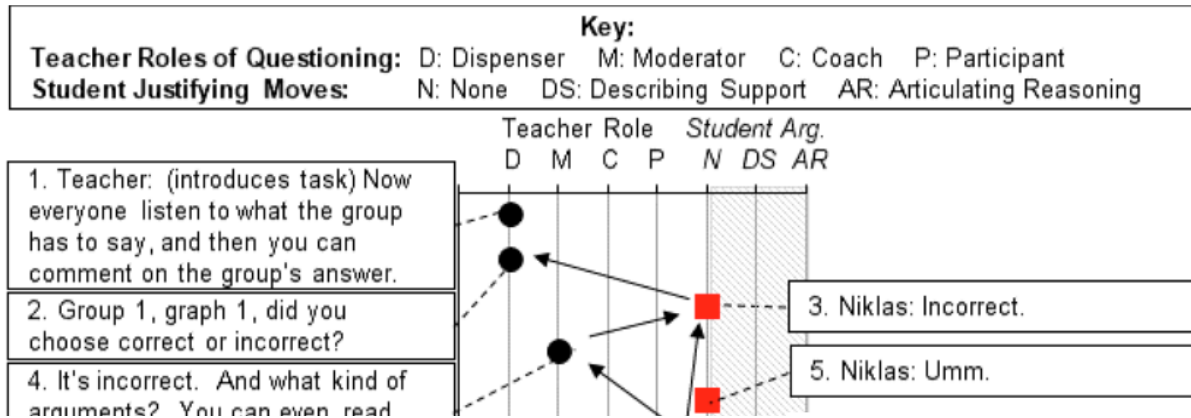 Key:
Teacher Roles of Questioning: D: Dispenser M: Moderator C: Coach P: Participant
Student Justifying Moves: N: None DS: Describing Support AR: Articulating Reasoning
Teacher Role Student Arg.
D M C P N DS AR
1. Teacher: (introduces task) Now
everyone listen to what the group
has to say, and then you can
comment on the group's answer.
2. Group 1, graph 1, did you
choose correct or incorrect?
3. Niklas: Incorrect.
4. It's incorrect. And what kind of
arguments? You can even read
5. Niklas: Umm.